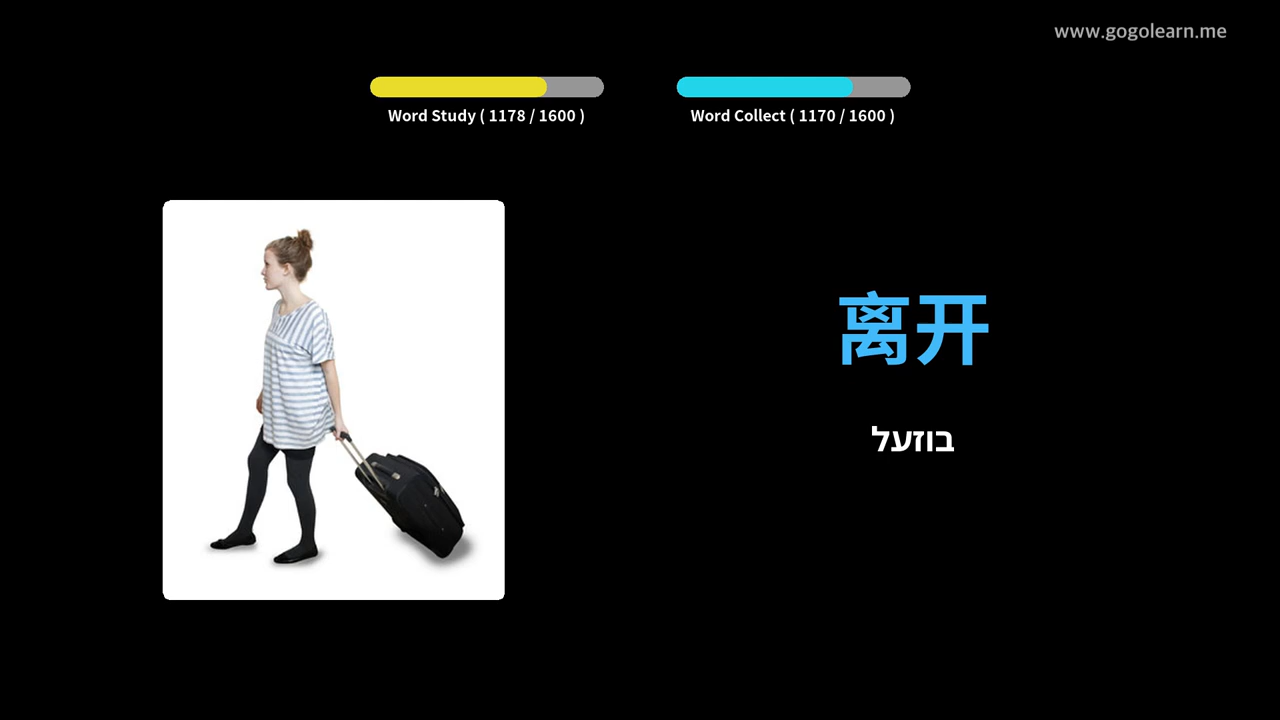 www.gogolearn.me
Word Study ( 1178 / 1600 )
Word Collect ( 1170 / 1600 )
离开
בוזעל